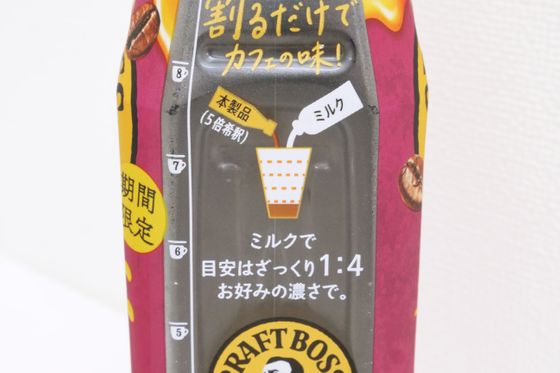 割るだけで
カフェの味!
8
本製品
(5倍希釈)
ミルク
7
期間
限定
6
ミルクで
目安はざっくり1:4
お好みの濃さで。
5
CRAFT BOSS